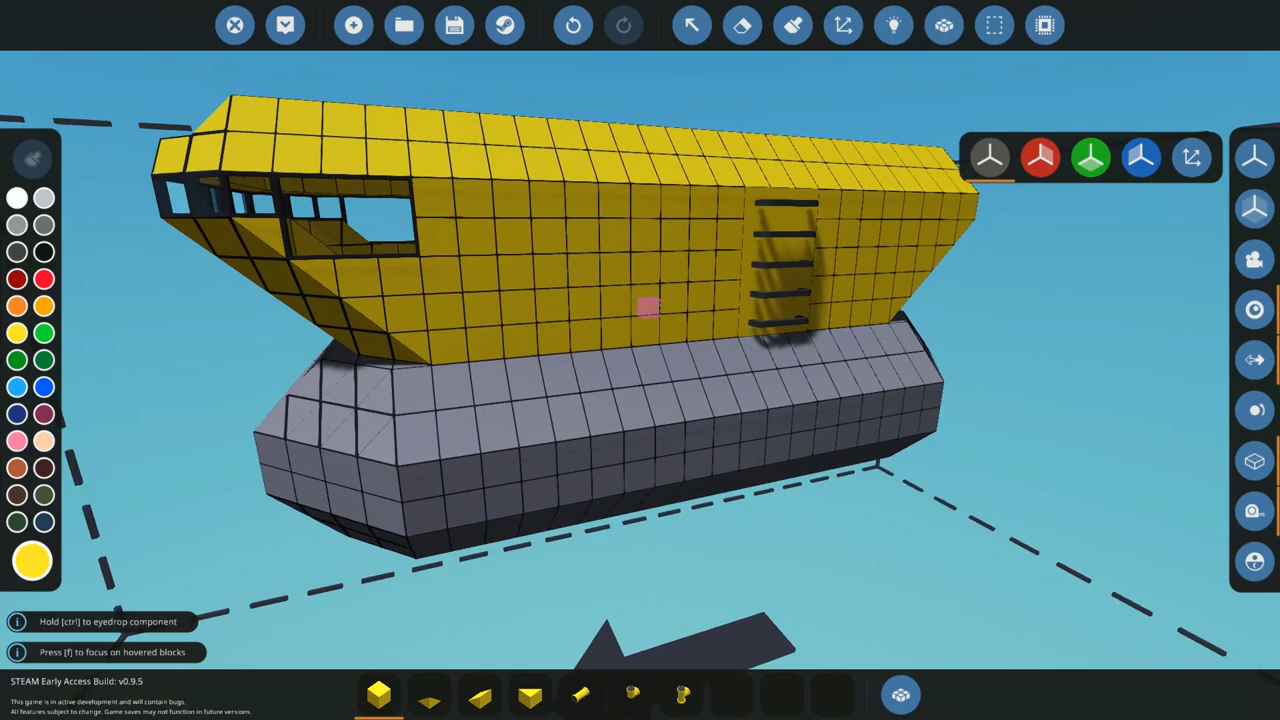 Hold [ctrl] to eyedrop component
Press [f] to focus on hovered blocks
STEAM Early Access Build: v0.9.5
This game is in active development and will contain bugs.
All features subject to change. Game saves may not function in future versions.